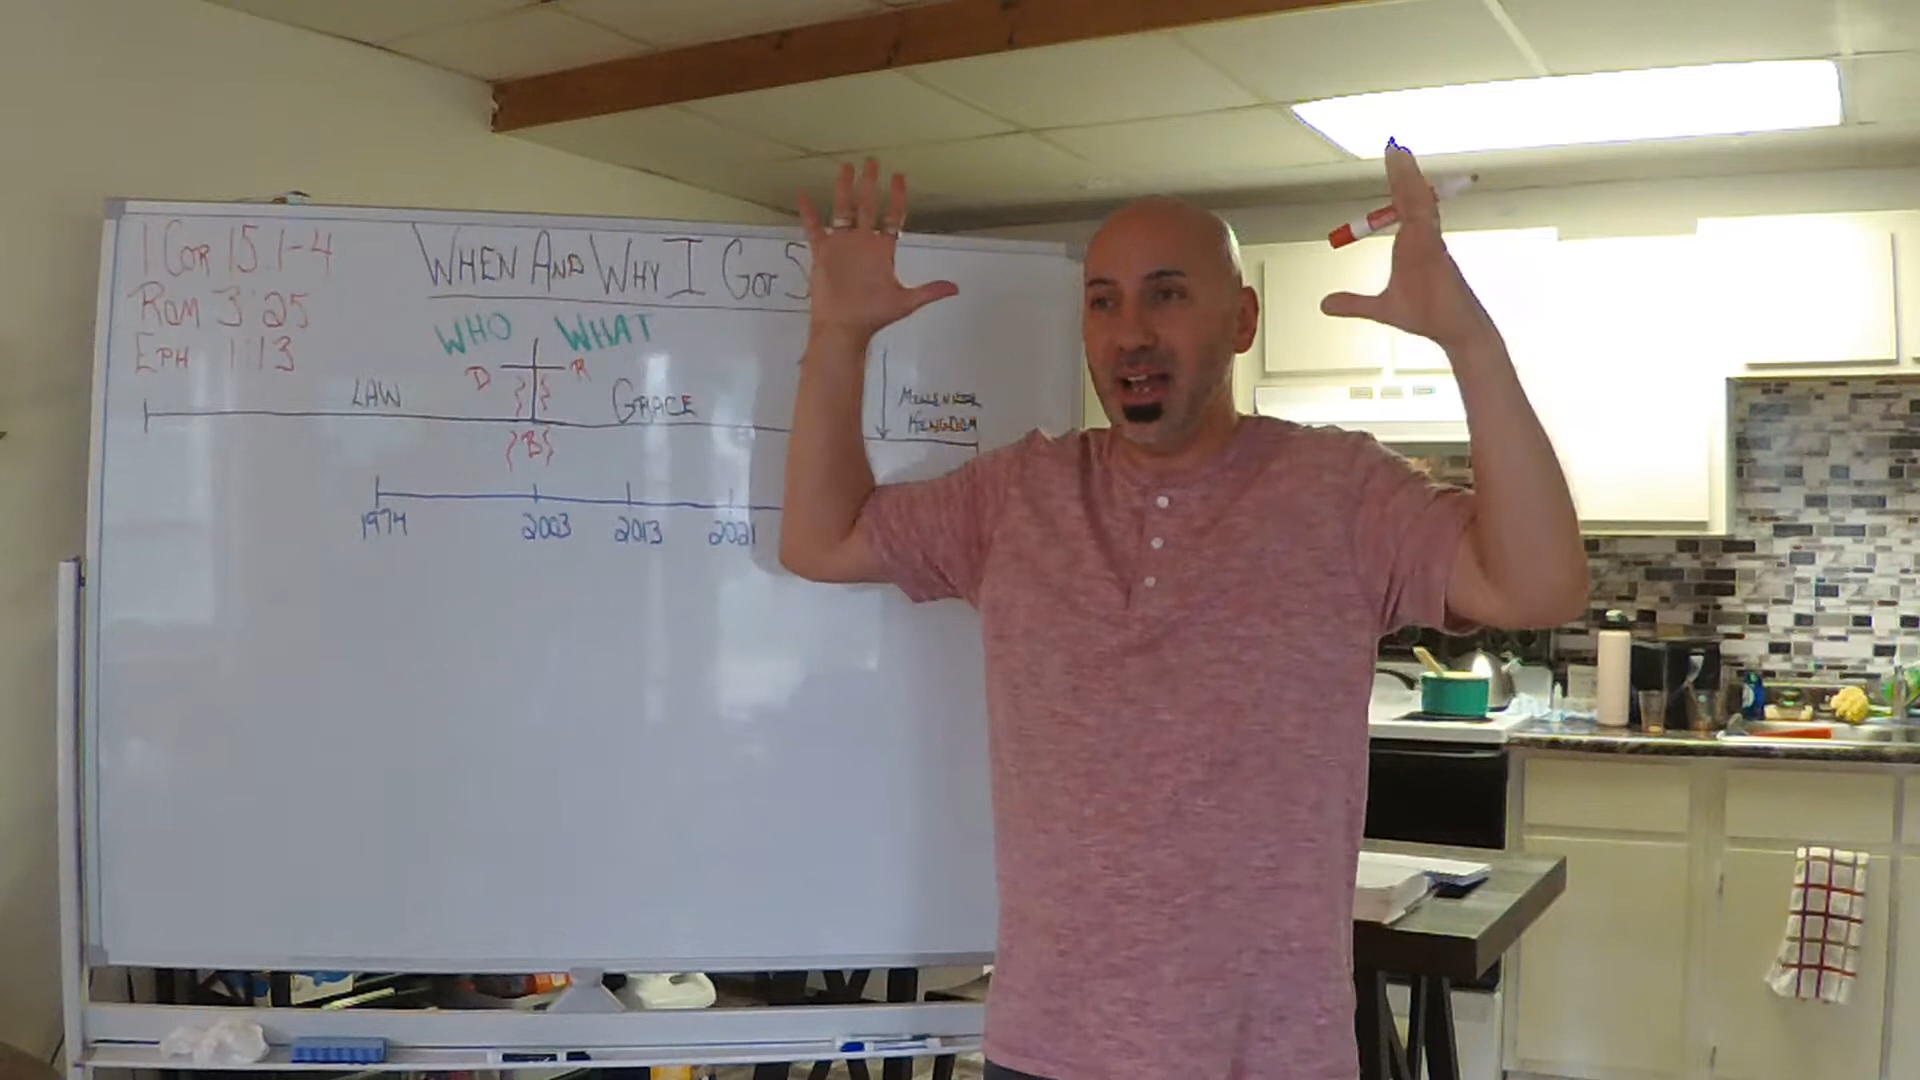 1 COR 15:1-4
ROM 3:25
EPH 1:13
WHEN AND WHY I GOT S
WHO WHAT
D R
LAW GRACE
{B}
KINGDOM
1974 2003 2013 2021